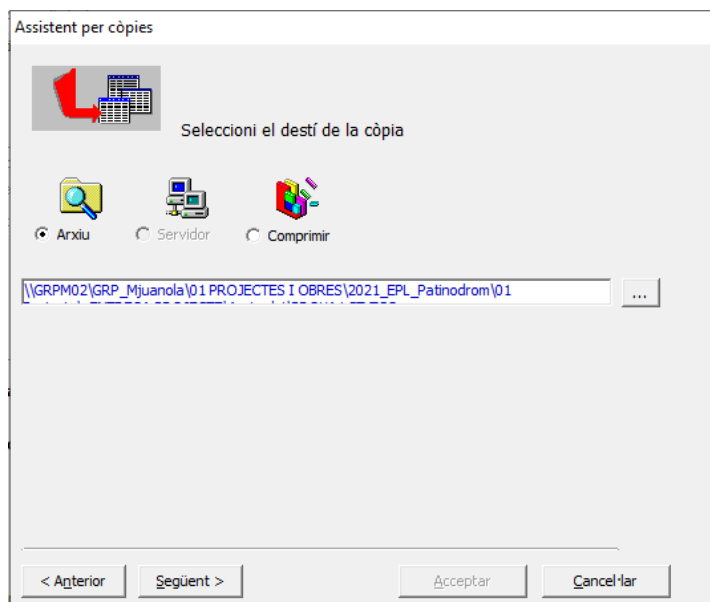 Assistent per còpies
Seleccioni el destí de la còpia
Arxiu
Servidor
Comprimir
\\GRPM02\GRP_Mjuanola\01 PROJECTES I OBRES\2021_EPL_Patinodrom\01
...
< Anterior
Següent >
Acceptar
Cancel·lar